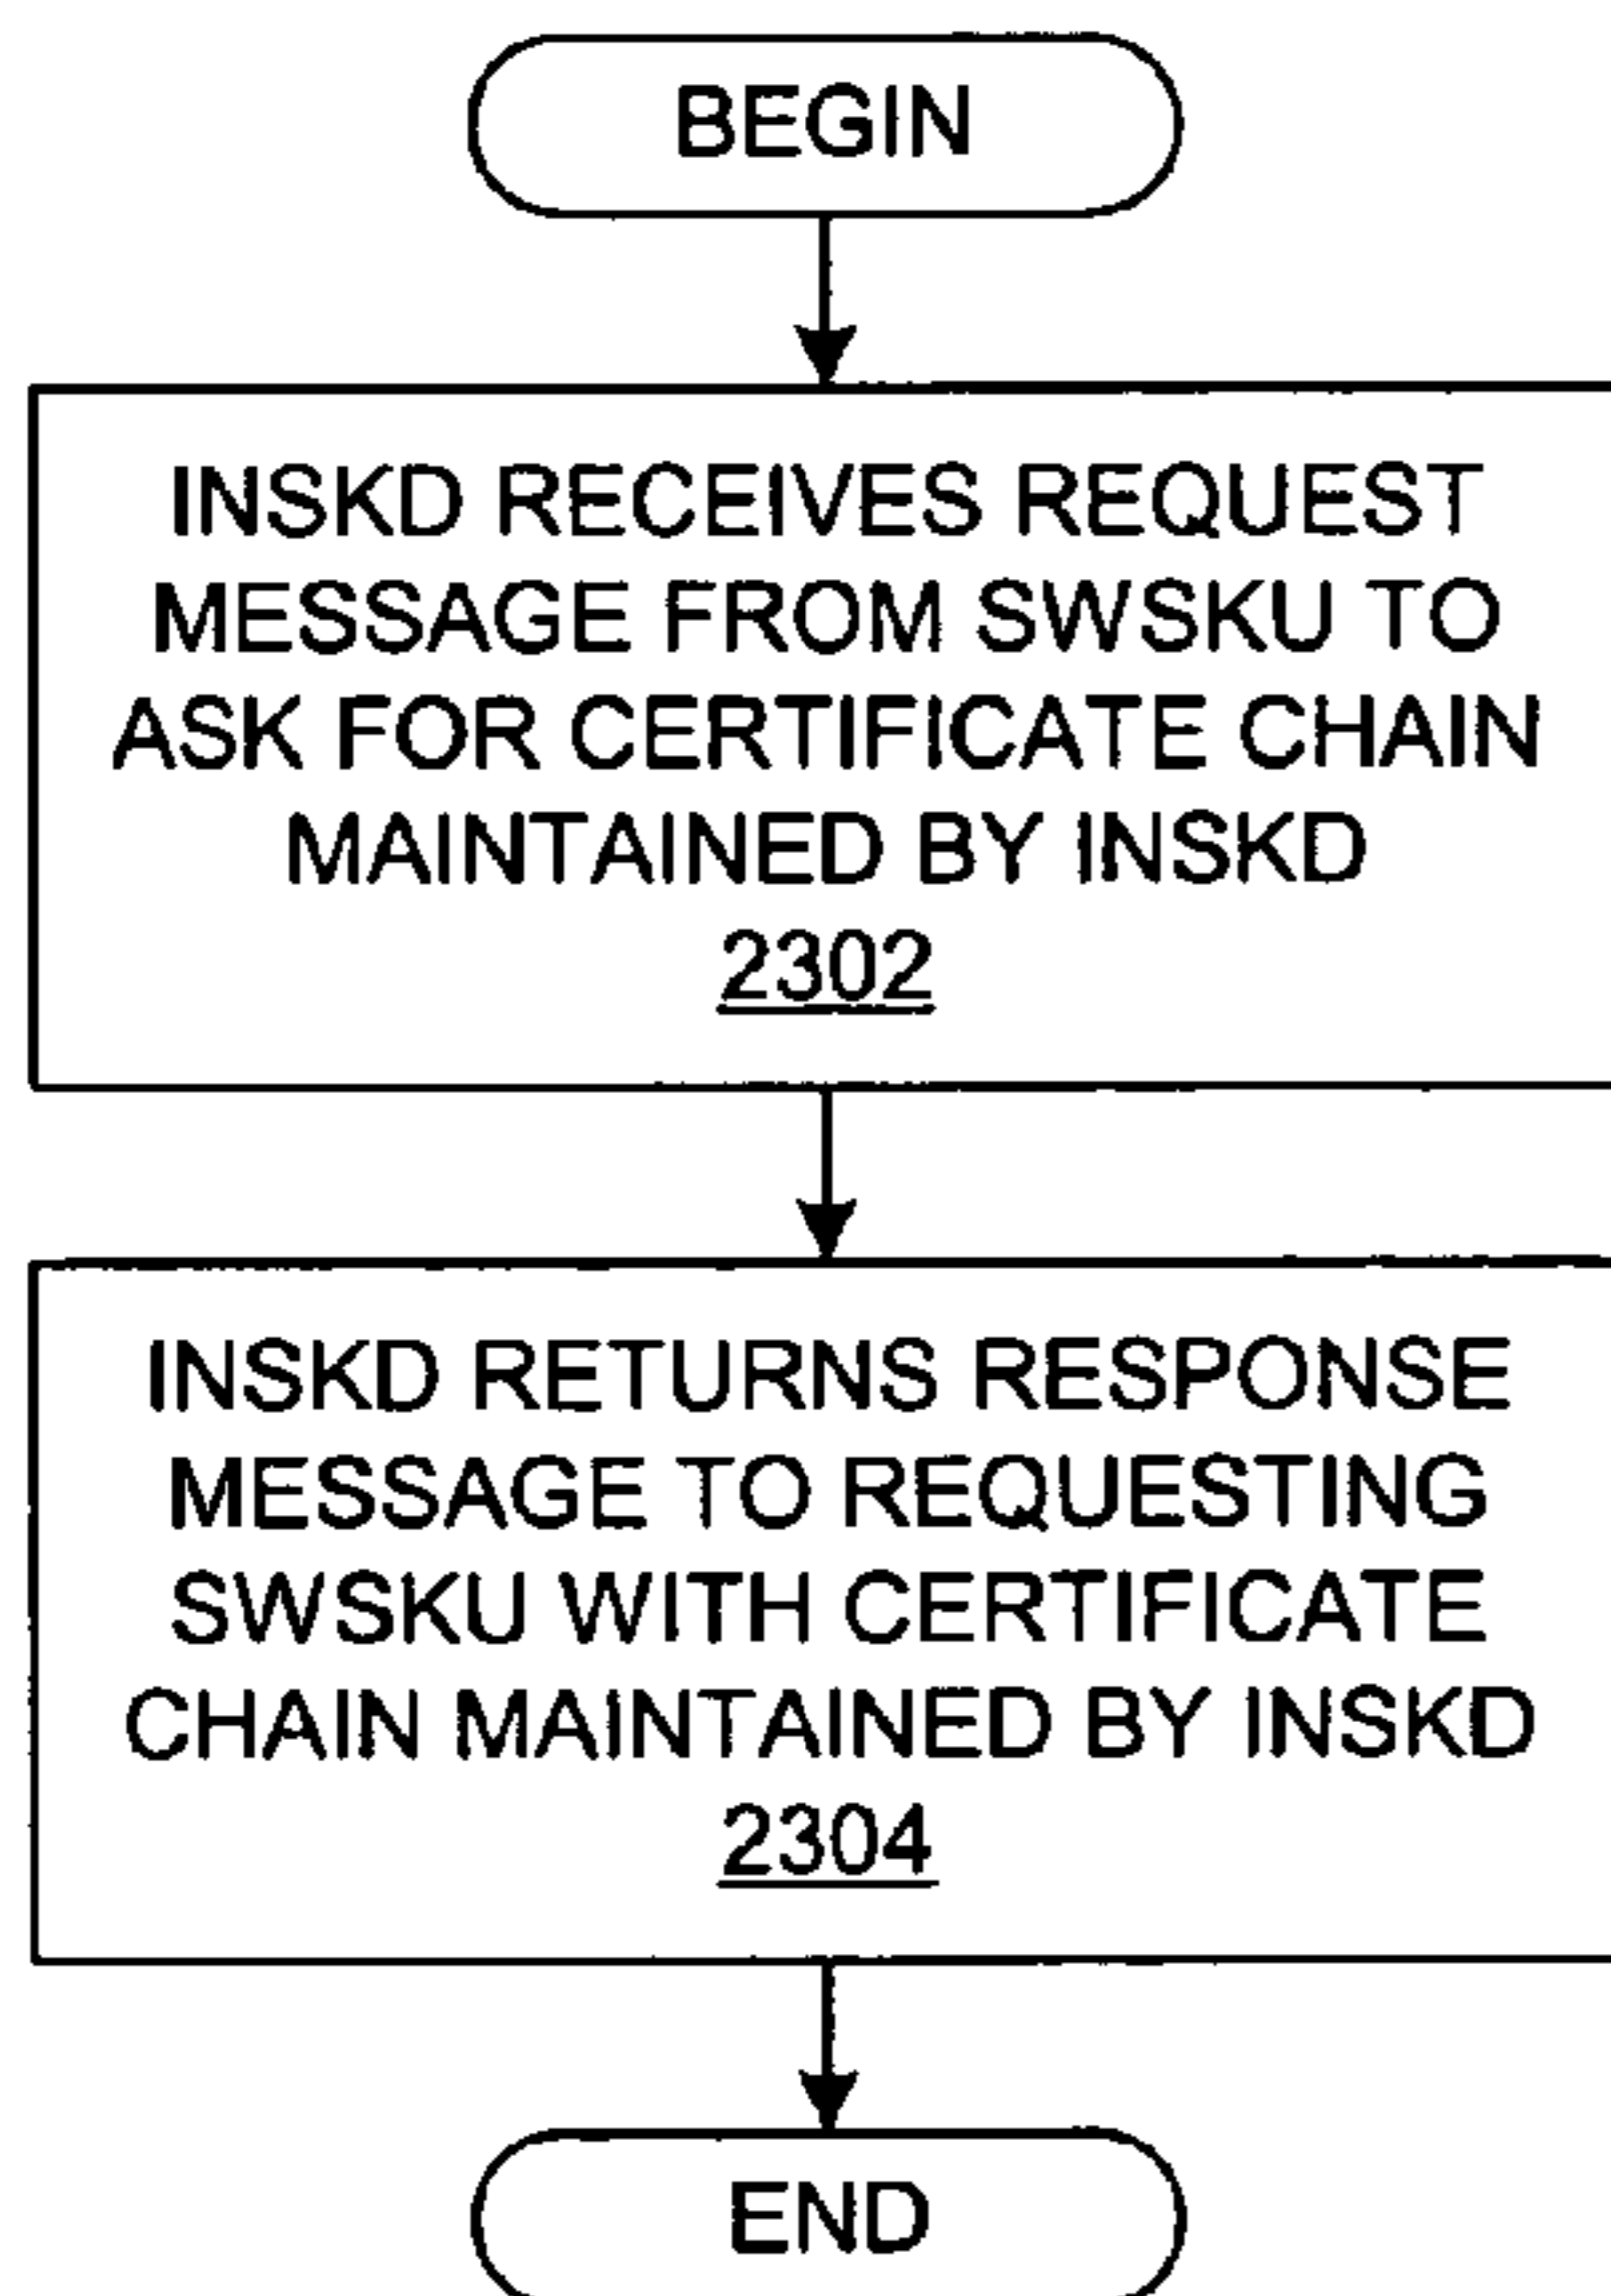 BEGIN
INSKD RECEIVES REQUEST
MESSAGE FROM SWSKU TO
ASK FOR CERTIFICATE CHAIN
MAINTAINED BY INSKD
2302
INSKD RETURNS RESPONSE
MESSAGE TO REQUESTING
SWSKU WITH CERTIFICATE
CHAIN MAINTAINED BY INSKD
2304
END